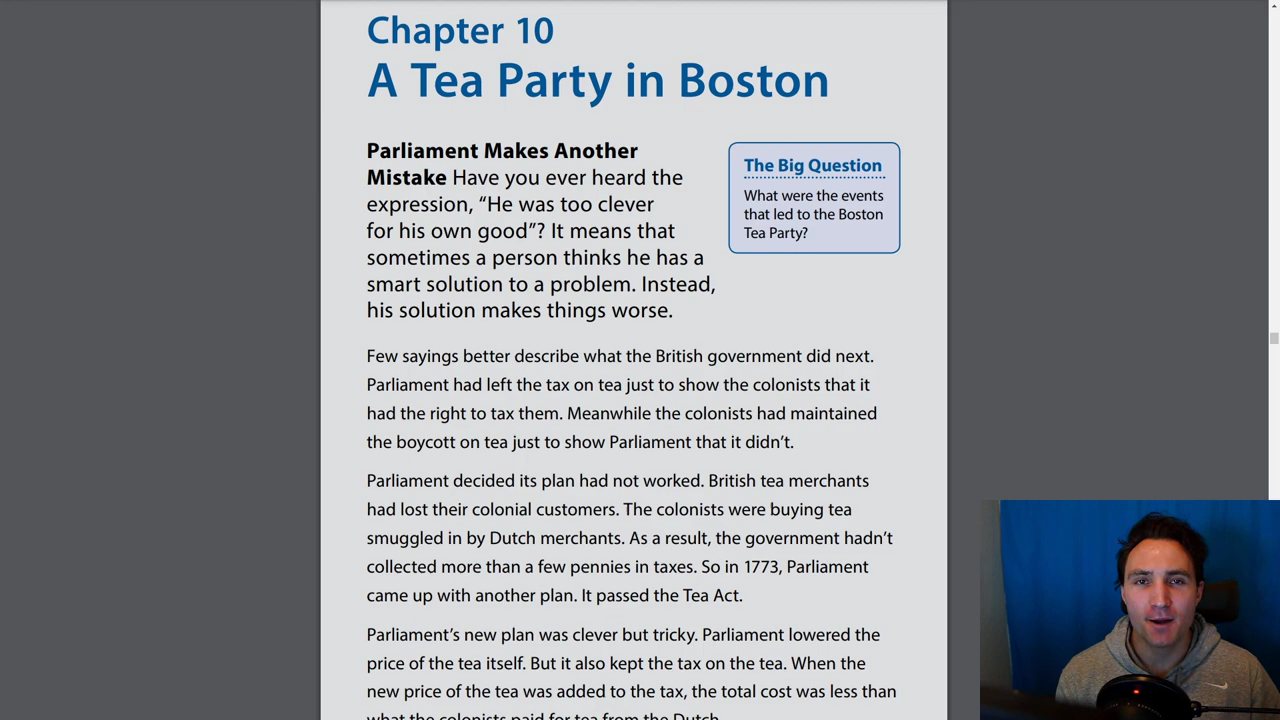 Chapter 10
A Tea Party in Boston
Parliament Makes Another
Mistake Have you ever heard the
expression, “He was too clever
for his own good”? It means that
sometimes a person thinks he has a
smart solution to a problem. Instead,
his solution makes things worse.
The Big Question
What were the events
that led to the Boston
Tea Party?
Few sayings better describe what the British government did next.
Parliament had left the tax on tea just to show the colonists that it
had the right to tax them. Meanwhile the colonists had maintained
the boycott on tea just to show Parliament that it didn’t.
Parliament decided its plan had not worked. British tea merchants
had lost their colonial customers. The colonists were buying tea
smuggled in by Dutch merchants. As a result, the government hadn’t
collected more than a few pennies in taxes. So in 1773, Parliament
came up with another plan. It passed the Tea Act.
Parliament’s new plan was clever but tricky. Parliament lowered the
price of the tea itself. But it also kept the tax on the tea. When the
new price of the tea was added to the tax, the total cost was less than
what the colonists paid for tea from the Dutch.